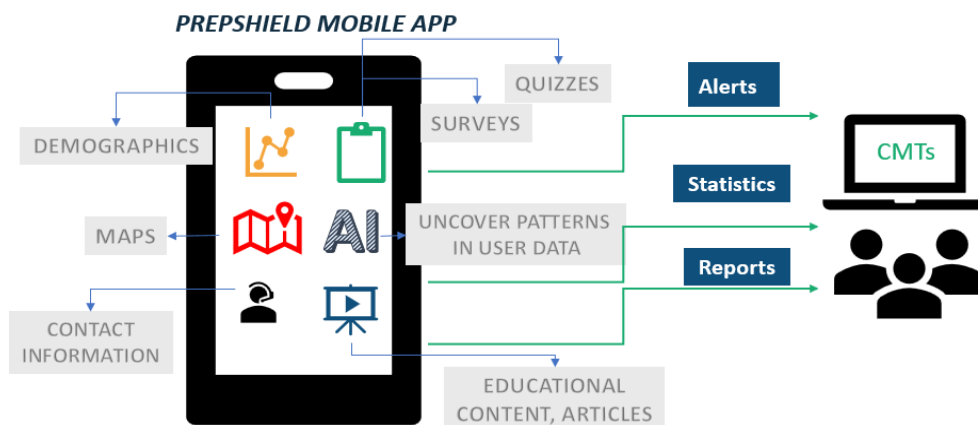 PREPSHIELD MOBILE APP
QUIZZES
Alerts
SURVEYS
DEMOGRAPHICS
CMTs
Statistics
MAPS
AI
UNCOVER PATTERNS
IN USER DATA
Reports
CONTACT
INFORMATION
EDUCATIONAL
CONTENT, ARTICLES